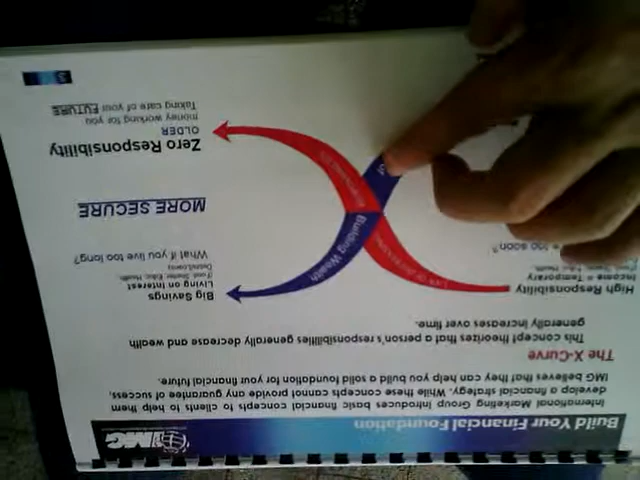 Build Your Financial Foundation
IMG
International Marketing Group introduces basic financial concepts to clients to help them
develop a financial strategy. While these concepts cannot provide any guarantee of success,
IMG believes that they can help you build a solid foundation for your financial future.
The X-Curve
This concept theorizes that a person's responsibilities generally decrease and wealth
generally increases over time.
High Responsibility
Income Temporary
too soon?
Big Savings
Living on Interest
What if you live too long?
Building Wealth
MORE SECURE
Zero Responsibility
OLDER
money working for you
Taking care of your FUTURE